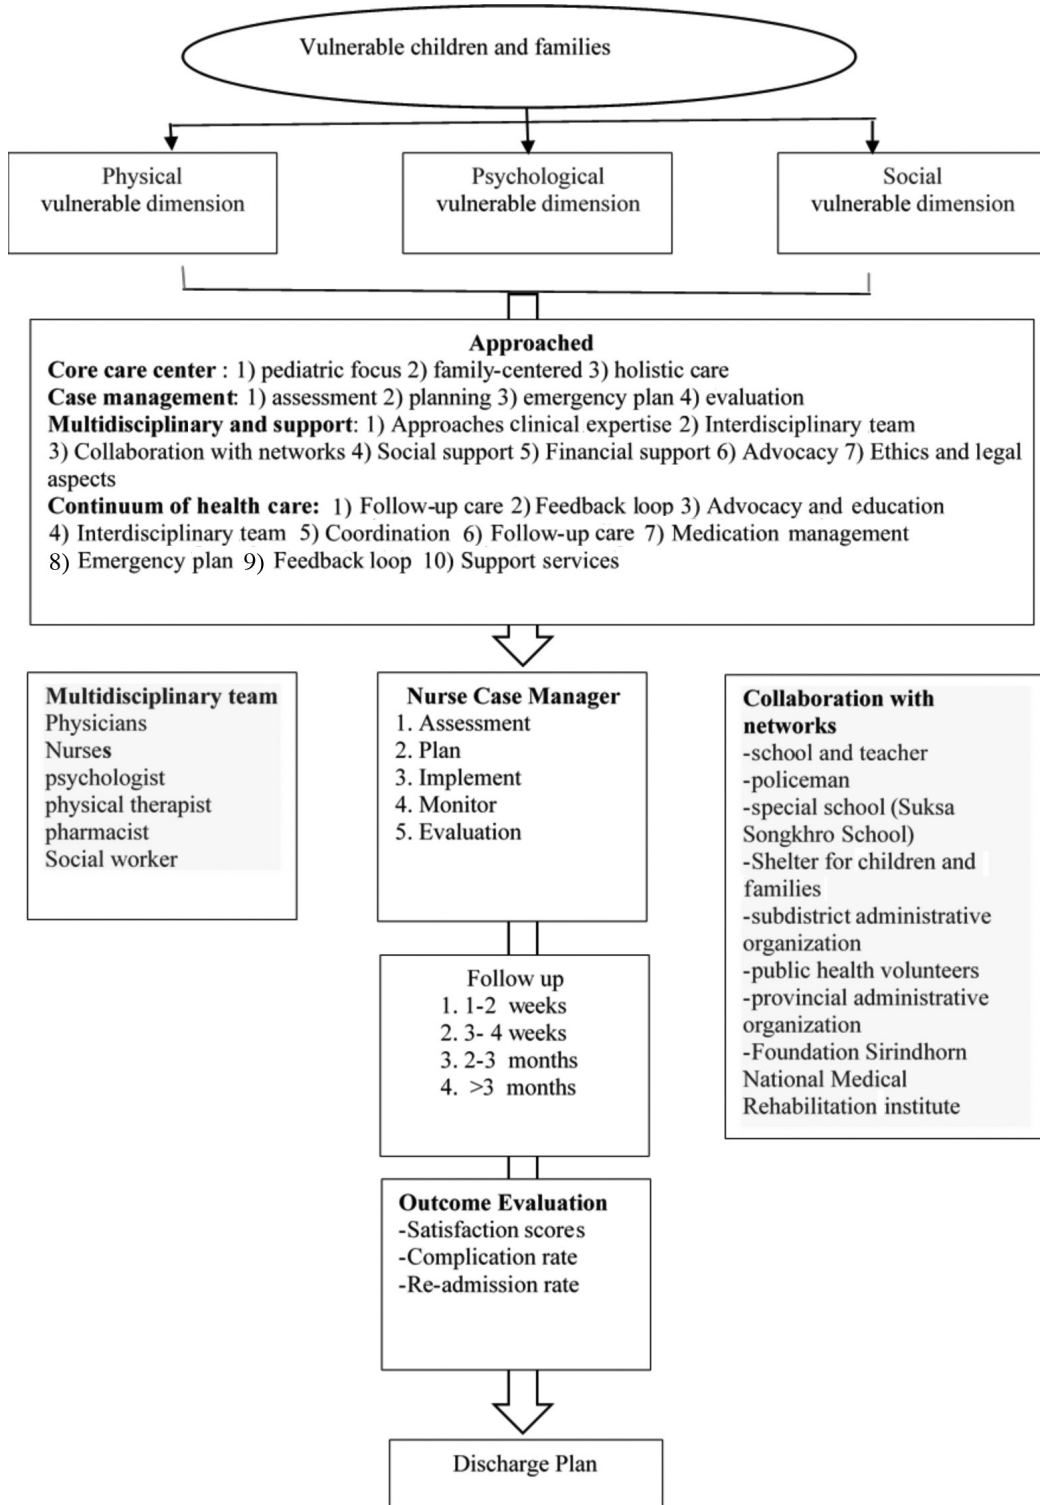 Vulnerable children and families
Physical
vulnerable dimension
Psychological
vulnerable dimension
Social
vulnerable dimension
Approached
Core care center : 1) pediatric focus 2) family-centered 3) holistic care
Case management: 1) assessment 2) planning 3) emergency plan 4) evaluation
Multidisciplinary and support: 1) Approaches clinical expertise 2) Interdisciplinary team
3) Collaboration with networks 4) Social support 5) Financial support 6) Advocacy 7) Ethics and legal
aspects
Continuum of health care: 1) Follow-up care 2) Feedback loop 3) Advocacy and education
4) Interdisciplinary team 5) Coordination 6) Follow-up care 7) Medication management
8) Emergency plan 9) Feedback loop 10) Support services
Multidisciplinary team
Physicians
Nurses
psychologist
physical therapist
pharmacist
Social worker
Nurse Case Manager
1. Assessment
2. Plan
3. Implement
4. Monitor
5. Evaluation
Collaboration with
networks
-school and teacher
-policeman
-special school (Suksa
Songkhro School)
-Shelter for children and
families
-subdistrict administrative
organization
-public health volunteers
-provincial administrative
organization
-Foundation Sirindhorn
National Medical
Rehabilitation institute
Follow up
1. 1-2 weeks
2. 3- 4 weeks
3. 2-3 months
4. >3 months
Outcome Evaluation
-Satisfaction scores
-Complication rate
-Re-admission rate
Discharge Plan